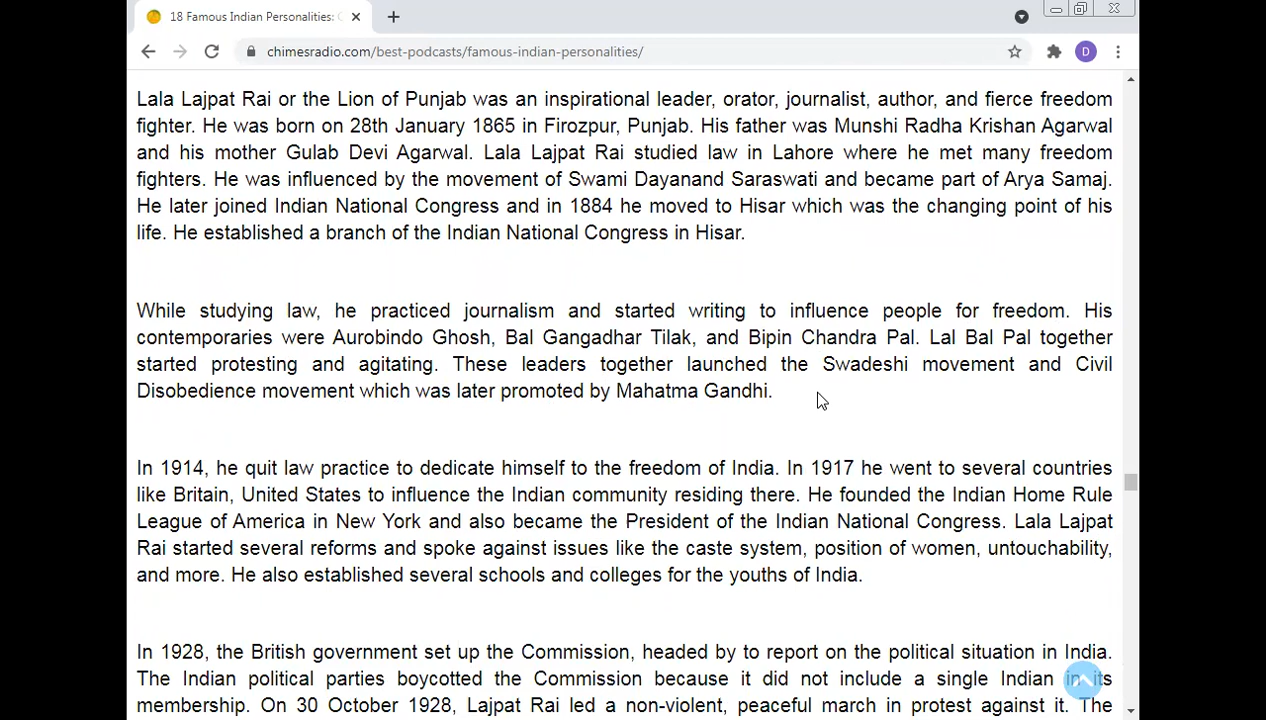 18 Famous Indian Personalities:
chimesradio.com/best-podcasts/famous-indian-personalities/
D
Lala Lajpat Rai or the Lion of Punjab was an inspirational leader, orator, journalist, author, and fierce freedom
fighter. He was born on 28th January 1865 in Firozpur, Punjab. His father was Munshi Radha Krishan Agarwal
and his mother Gulab Devi Agarwal. Lala Lajpat Rai studied law in Lahore where he met many freedom
fighters. He was influenced by the movement of Swami Dayanand Saraswati and became part of Arya Samaj.
He later joined Indian National Congress and in 1884 he moved to Hisar which was the changing point of his
life. He established a branch of the Indian National Congress in Hisar.
While studying law, he practiced journalism and started writing to influence people for freedom. His
contemporaries were Aurobindo Ghosh, Bal Gangadhar Tilak, and Bipin Chandra Pal. Lal Bal Pal together
started protesting and agitating. These leaders together launched the Swadeshi movement and Civil
Disobedience movement which was later promoted by Mahatma Gandhi.
In 1914, he quit law practice to dedicate himself to the freedom of India. In 1917 he went to several countries
like Britain, United States to influence the Indian community residing there. He founded the Indian Home Rule
League of America in New York and also became the President of the Indian National Congress. Lala Lajpat
Rai started several reforms and spoke against issues like the caste system, position of women, untouchability,
and more. He also established several schools and colleges for the youths of India.
In 1928, the British government set up the Commission, headed by to report on the political situation in India.
The Indian political parties boycotted the Commission because it did not include a single Indian in its
membership. On 30 October 1928, Lajpat Rai led a non-violent, peaceful march in protest against it. The